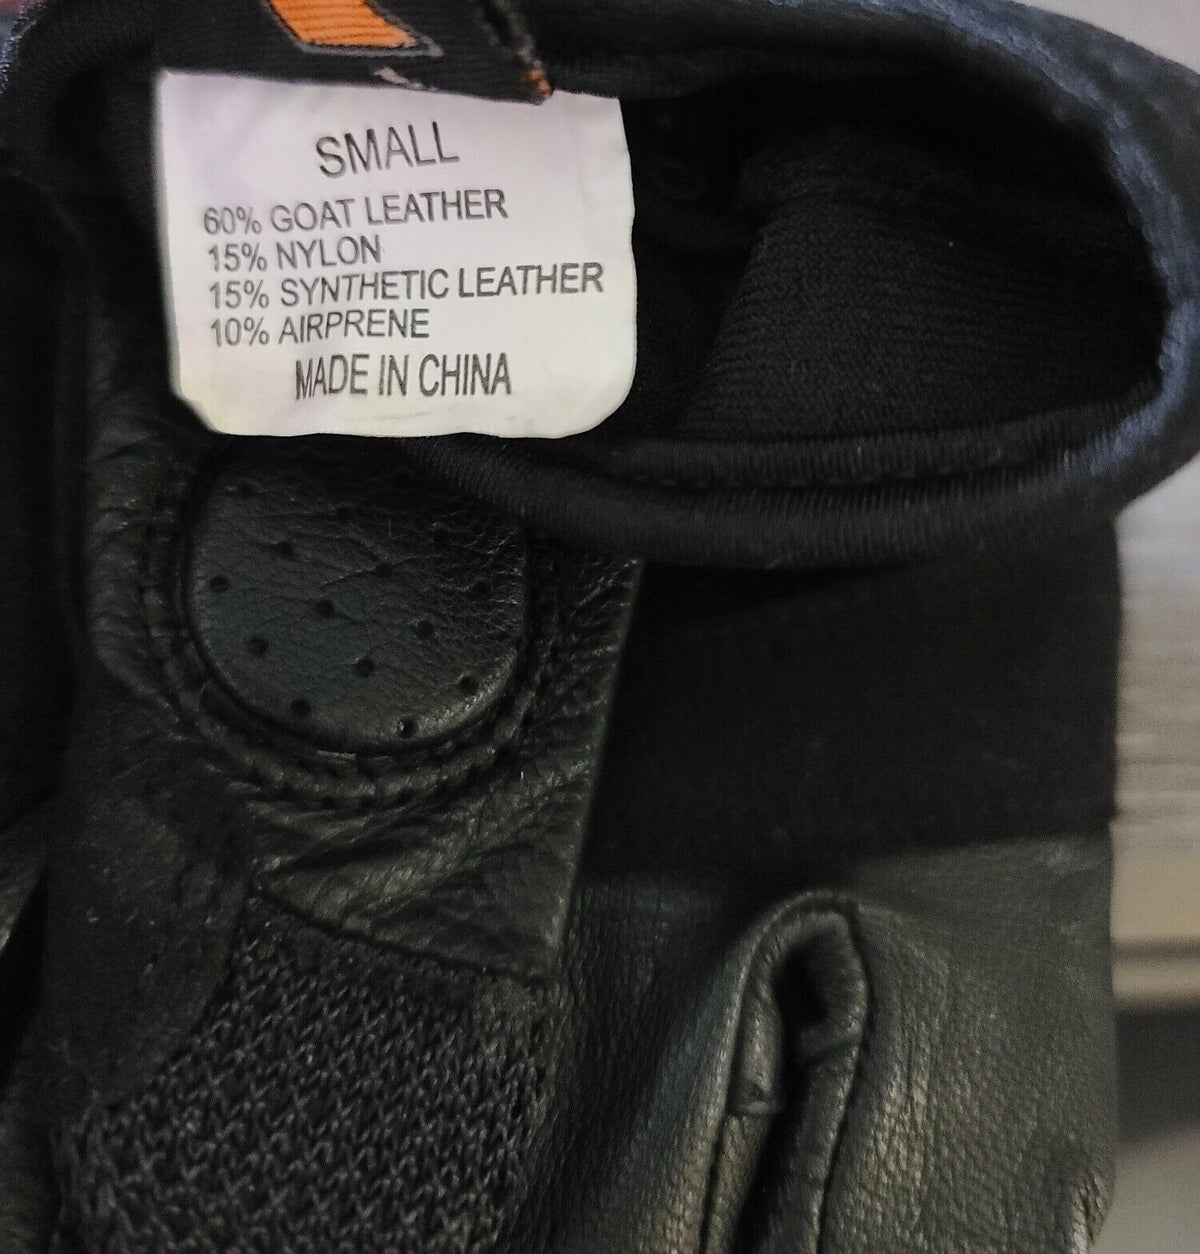 SMALL
60% GOAT LEATHER
15% NYLON
15% SYNTHETIC LEATHER
10% AIRPRENE
MADE IN CHINA